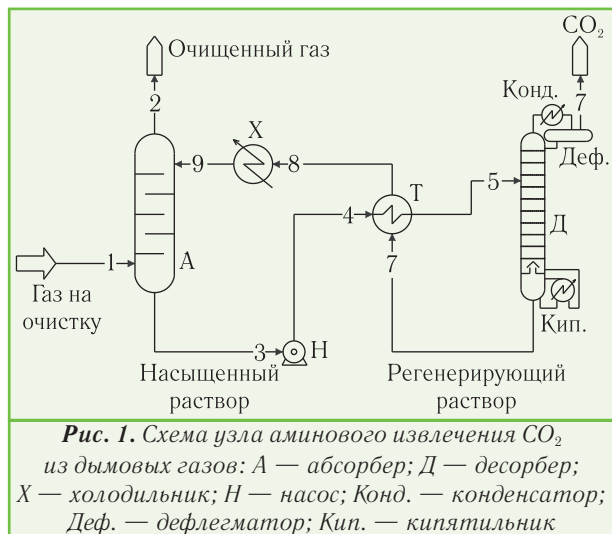 CO₂
Очищенный газ
2
Конд.
7
Х
Деф.
9
8
Т
5
4
Д
1
А
7
Газ на
очистку
Кип.
3
Н
Насыщенный
раствор
Регенерирующий
раствор
Рис. 1. Схема узла аминового извлечения CO₂
из дымовых газов: А — абсорбер; Д — десорбер;
Х — холодильник; Н — насос; Конд. — конденсатор;
Деф. — дефлегматор; Кип. — кипятильник